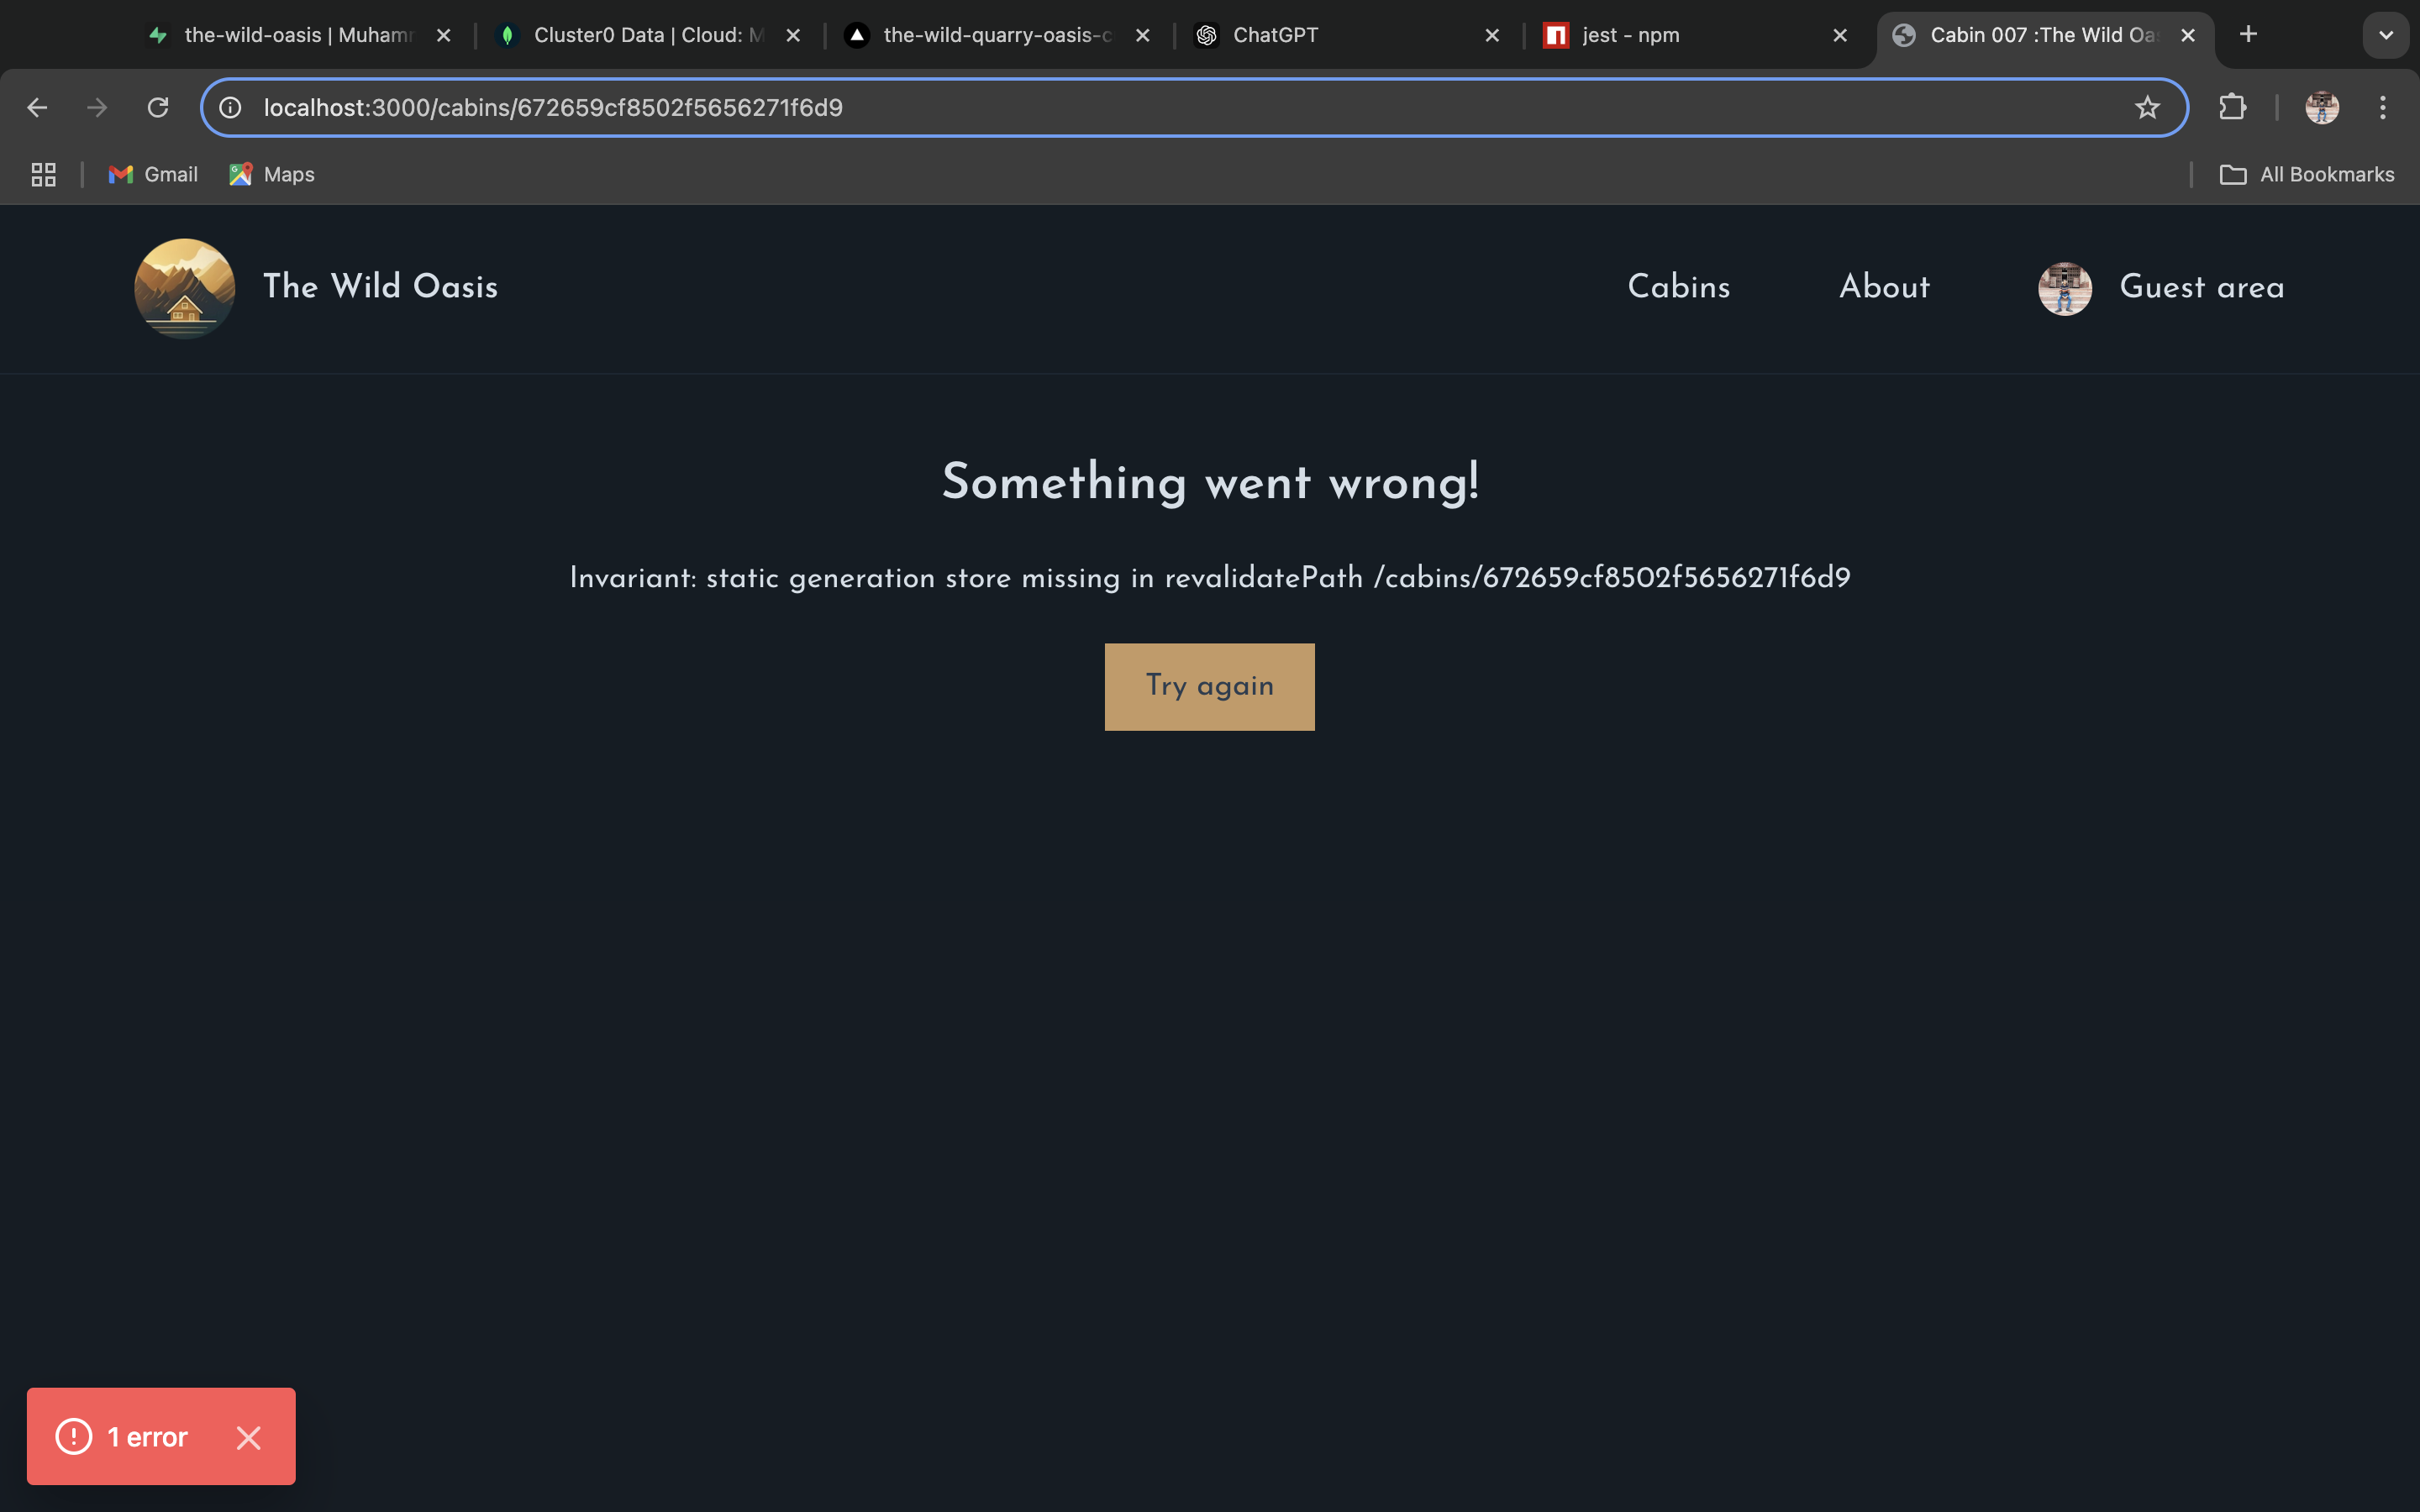 the-wild-oasis | Muham
Cluster0 Data | Cloud: M
the-wild-quarry-oasis-c
ChatGPT
jest - npm
Cabin 007 :The Wild Oas
localhost:3000/cabins/672659cf8502f5656271f6d9
Gmail
Maps
All Bookmarks
The Wild Oasis
Cabins
About
Guest area
Something went wrong!
Invariant: static generation store missing in revalidatePath /cabins/672659cf8502f5656271f6d9
Try again
1 error